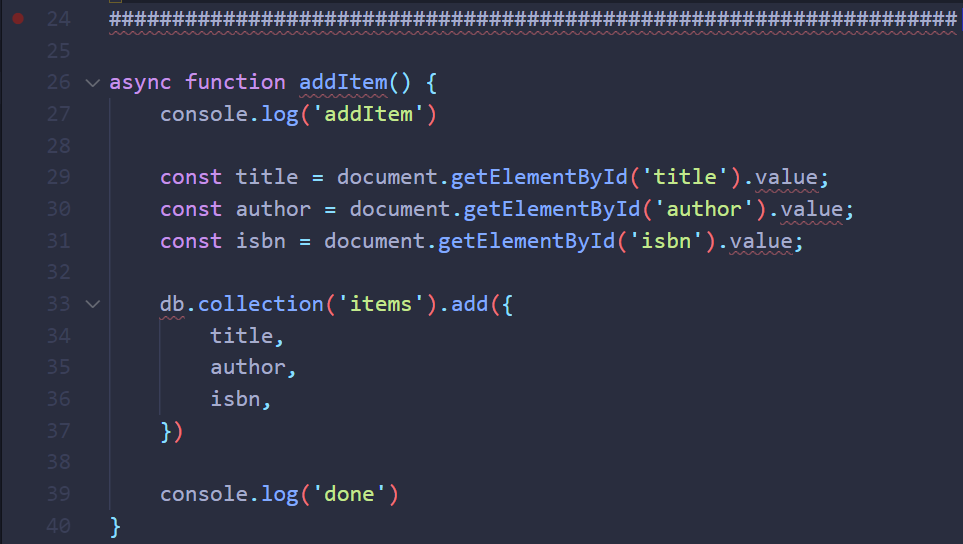 24 ###################################################################
25
26 async function addItem() {
27 console.log('addItem')
28
29 const title = document.getElementById('title').value;
30 const author = document.getElementById('author').value;
31 const isbn = document.getElementById('isbn').value;
32
33 db.collection('items').add({
34 title,
35 author,
36 isbn,
37 })
38
39 console.log('done')
40 }